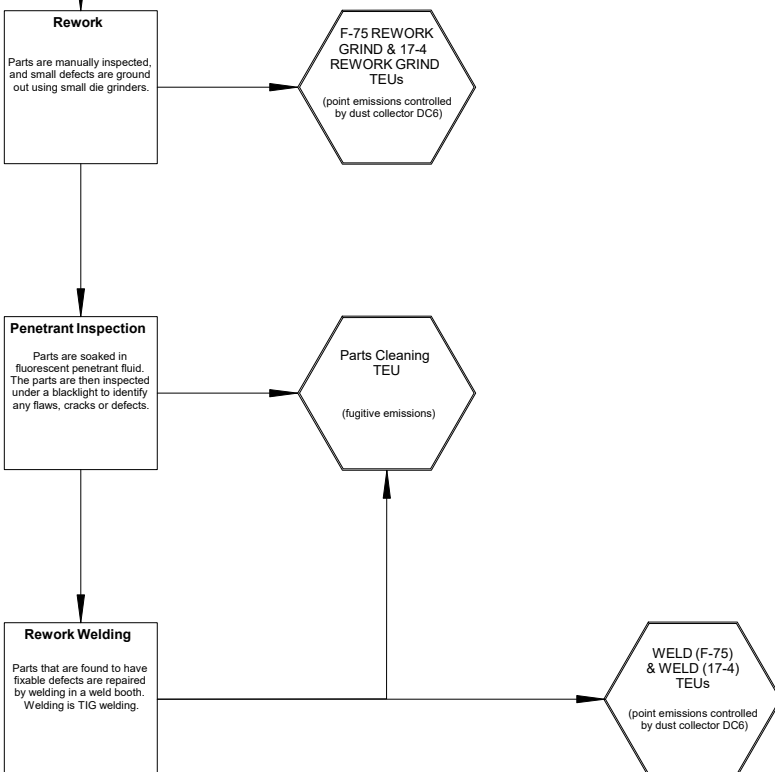 Rework
Parts are manually inspected,
and small defects are ground
out using small die grinders.
F-75 REWORK
GRIND & 17-4
REWORK GRIND
TEUs
(point emissions controlled
by dust collector DC6)
Penetrant Inspection
Parts are soaked in
fluorescent penetrant fluid.
The parts are then inspected
under a blacklight to identify
any flaws, cracks or defects.
Parts Cleaning
TEU
(fugitive emissions)
Rework Welding
Parts that are found to have
fixable defects are repaired
by welding in a weld booth.
Welding is TIG welding.
WELD (F-75)
& WELD (17-4)
TEUs
(point emissions controlled
by dust collector DC6)